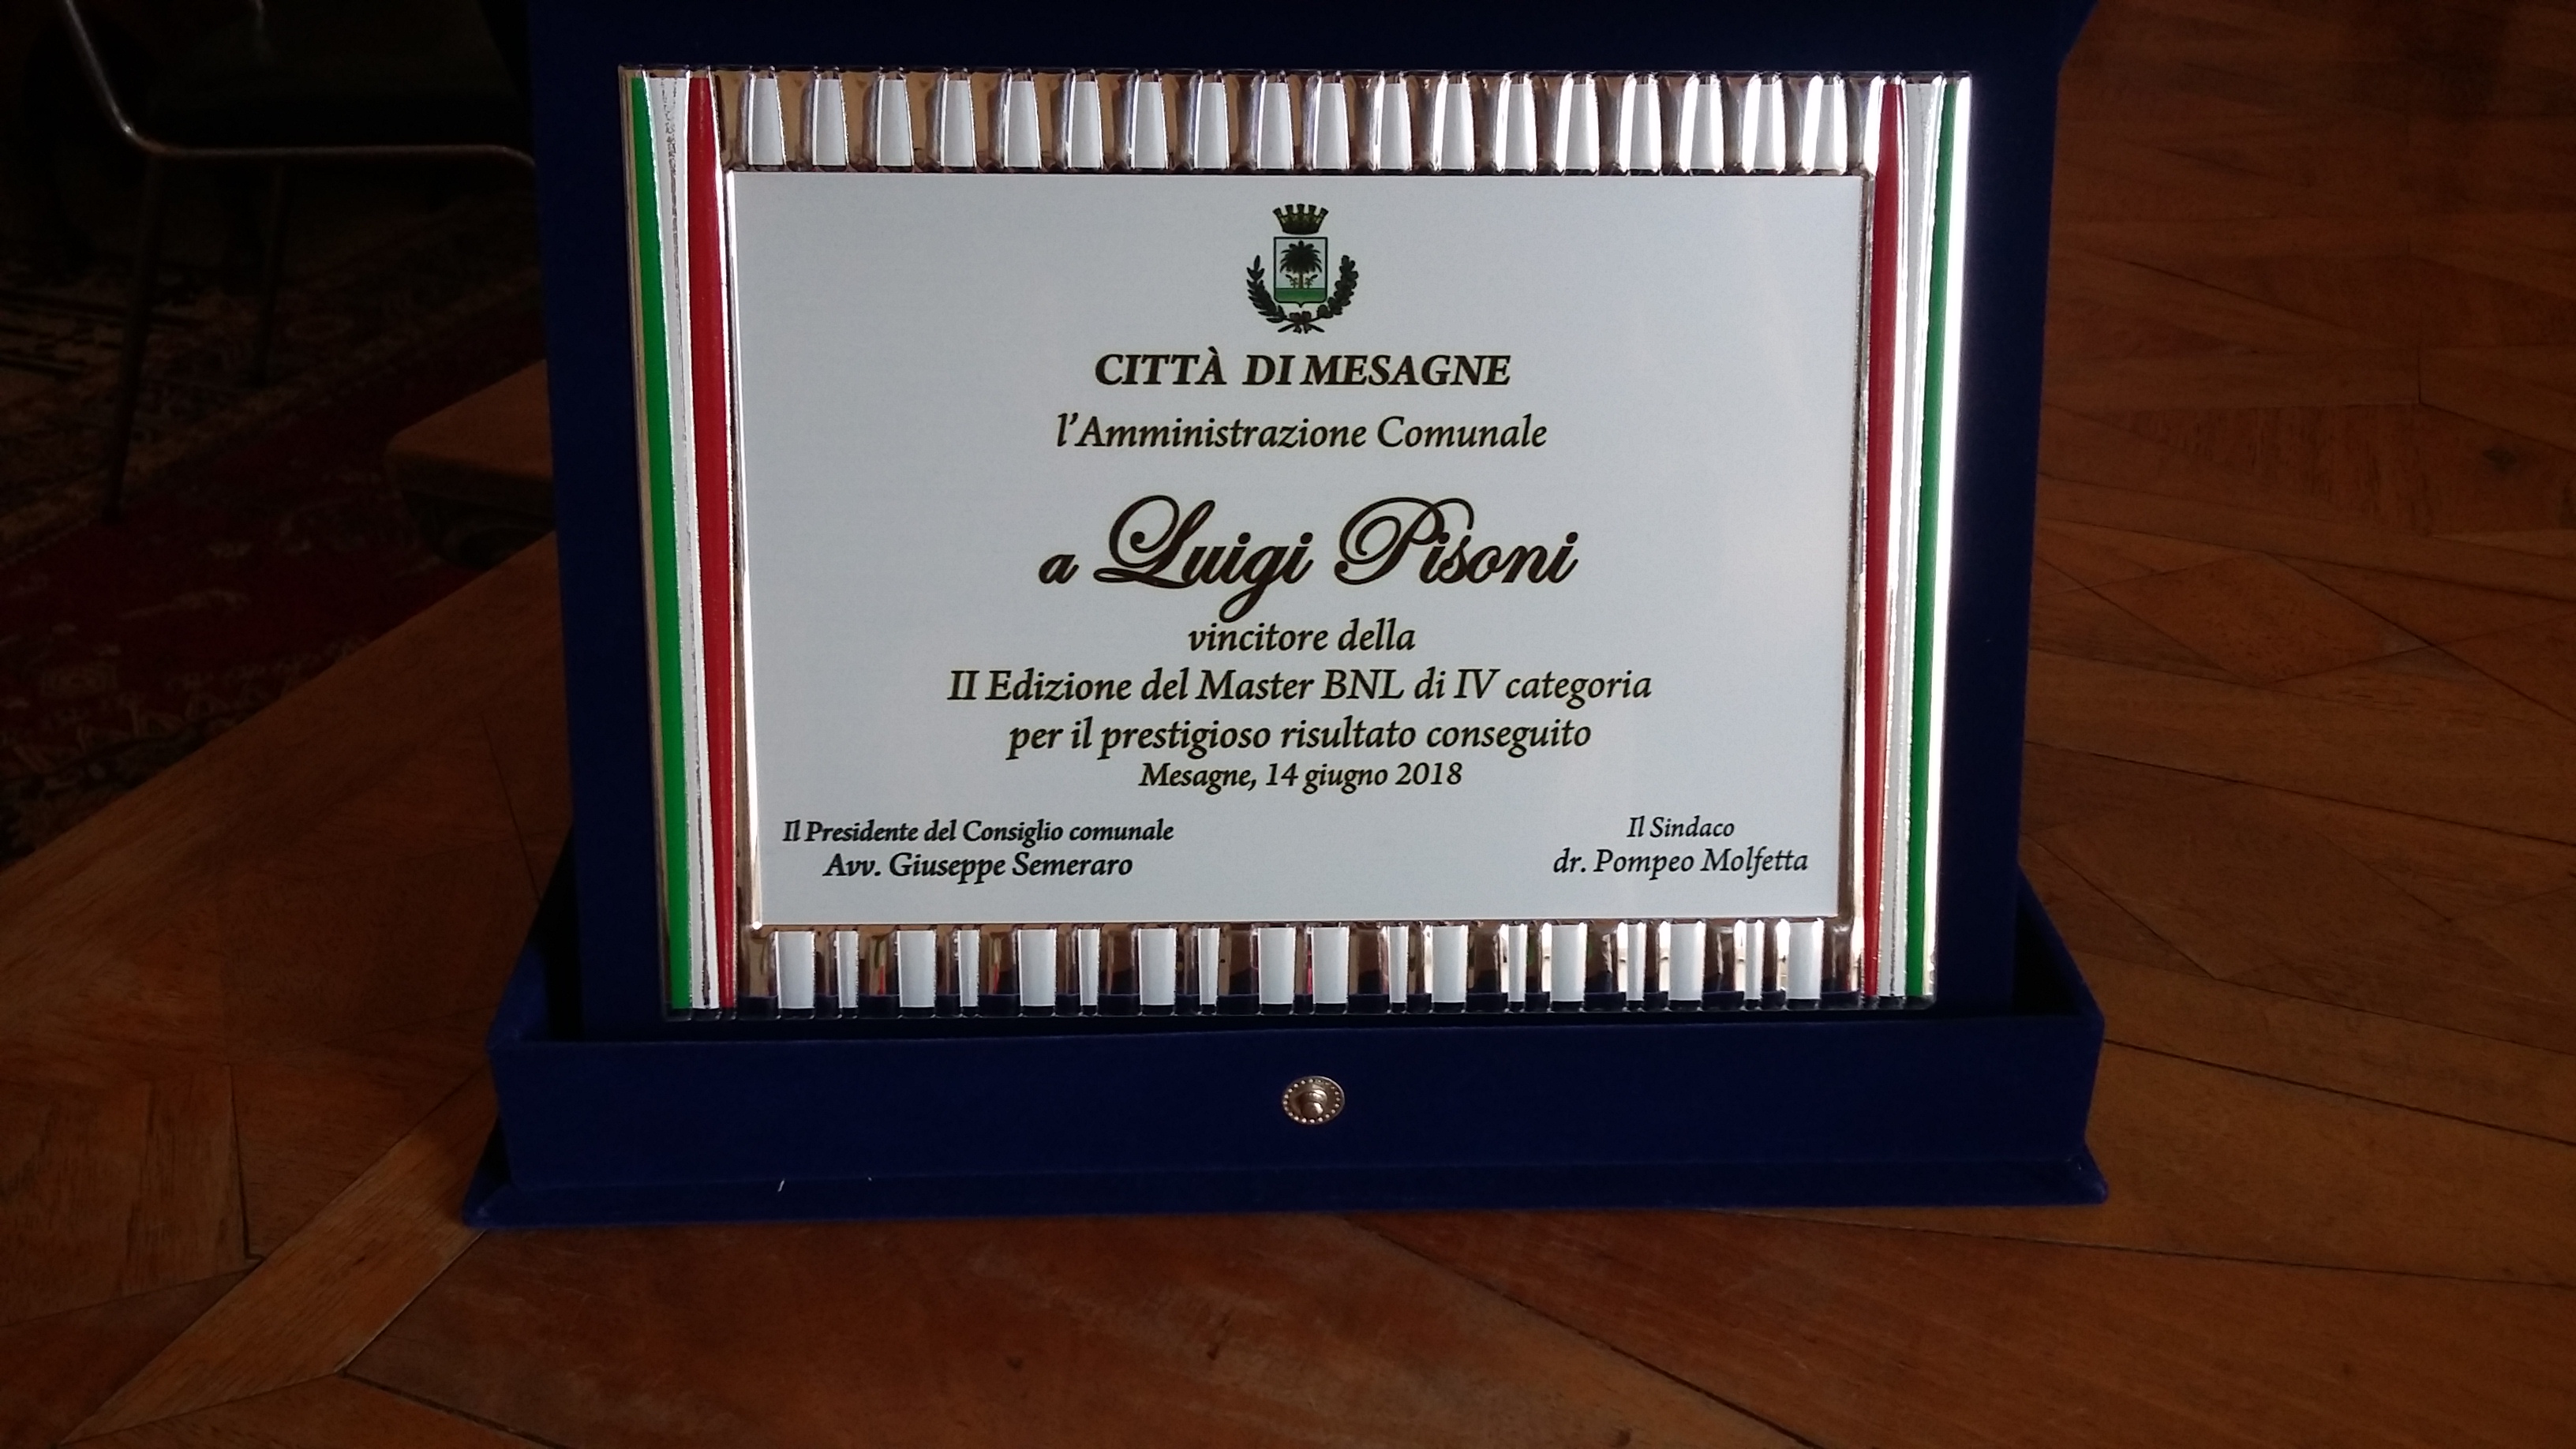 CITTÀ DI MESAGNE
l'Amministrazione Comunale
a Luigi Pisoni
vincitore della
II Edizione del Master BNL di IV categoria
per il prestigioso risultato conseguito
Mesagne, 14 giugno 2018
Il Presidente del Consiglio comunale
Avv. Giuseppe Semeraro
Il Sindaco
dr. Pompeo Molfetta